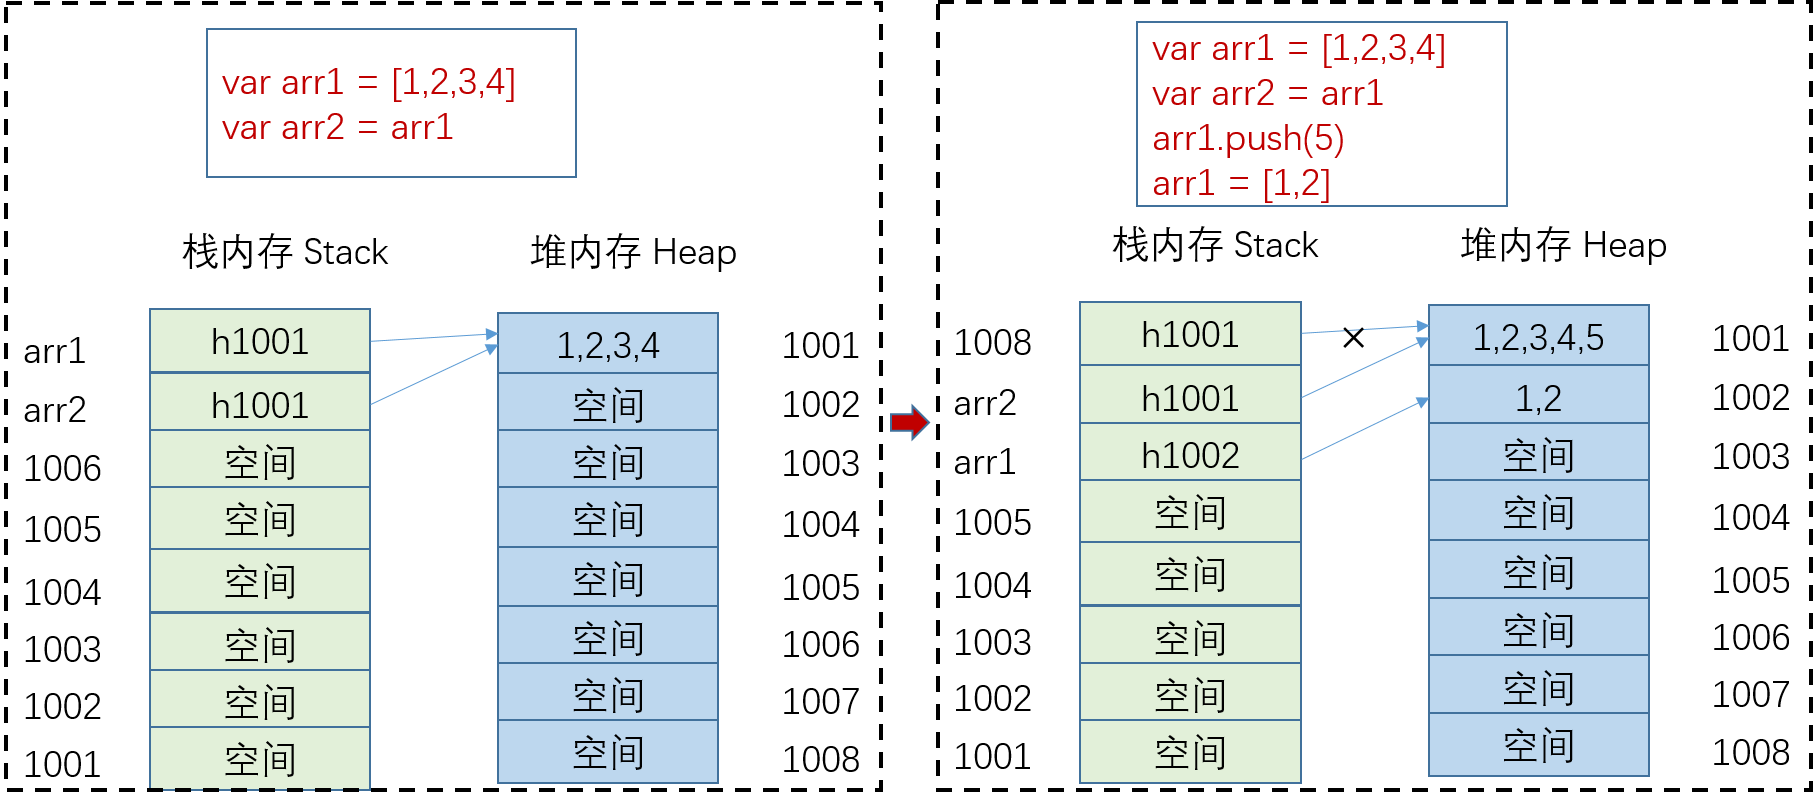 var arr1 = [1,2,3,4]
var arr2 = arr1
栈内存 Stack
堆内存 Heap
arr1
h1001
1,2,3,4
1001
arr2
h1001
空间
1002
1006
空间
空间
1003
1005
空间
空间
1004
1004
空间
空间
1005
1003
空间
空间
1006
1002
空间
空间
1007
1001
空间
空间
1008
var arr1 = [1,2,3,4]
var arr2 = arr1
arr1.push(5)
arr1 = [1,2]
栈内存 Stack
堆内存 Heap
1008
h1001
1,2,3,4,5
1001
arr2
h1001
1,2
1002
arr1
h1002
空间
1003
1005
空间
空间
1004
1004
空间
空间
1005
1003
空间
空间
1006
1002
空间
空间
1007
1001
空间
空间
1008